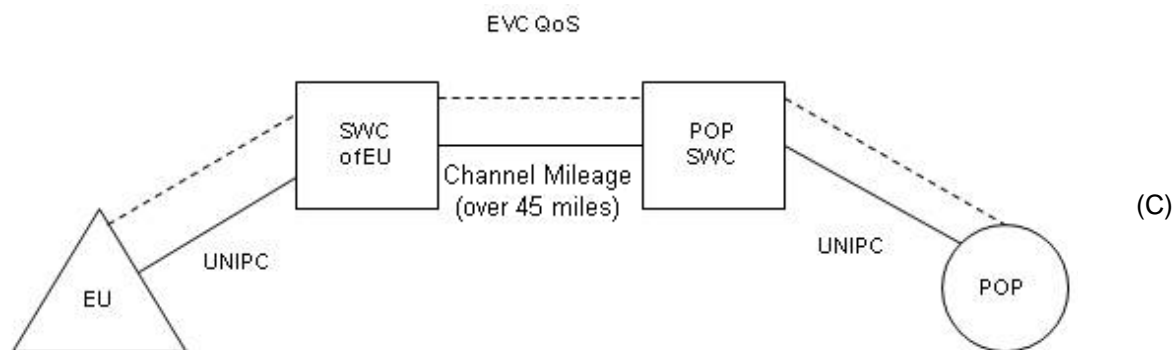 EVC QoS
SWC
ofEU
POP
SWC
Channel Mileage
(over 45 miles)
(C)
UNIPC
UNIPC
EU
POP